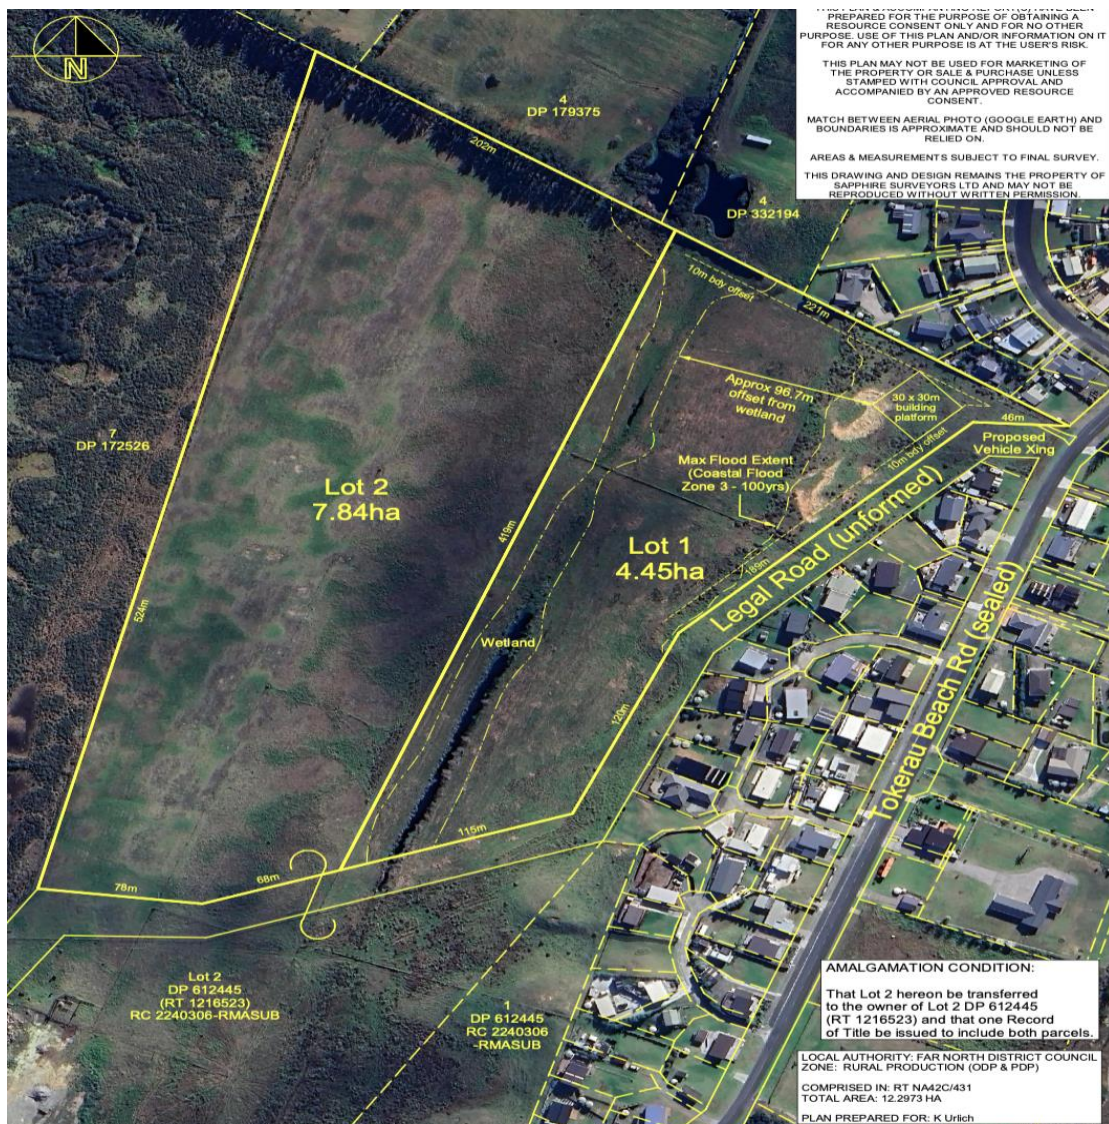 THIS PLAN & ACCOMPANYING REPORT(S) HAVE BEEN
PREPARED FOR THE PURPOSE OF OBTAINING A
RESOURCE CONSENT ONLY AND FOR NO OTHER
PURPOSE. USE OF THIS PLAN AND/OR INFORMATION ON IT
FOR ANY OTHER PURPOSE IS AT THE USER'S RISK.
THIS PLAN MAY NOT BE USED FOR MARKETING OF
THE PROPERTY OR SALE & PURCHASE UNLESS
STAMPED WITH COUNCIL APPROVAL AND
ACCOMPANIED BY AN APPROVED RESOURCE
CONSENT.
MATCH BETWEEN AERIAL PHOTO (GOOGLE EARTH) AND
BOUNDARIES IS APPROXIMATE AND SHOULD NOT BE
RELIED ON.
AREAS & MEASUREMENTS SUBJECT TO FINAL SURVEY.
THIS DRAWING AND DESIGN REMAINS THE PROPERTY OF
SAPPHIRE SURVEYORS LTD AND MAY NOT BE
REPRODUCED WITHOUT WRITTEN PERMISSION.
N
4
DP 179375
202m
4
DP 332194
10m bdy offset
221m
Approx 96.7m
offset from
wetland
30 x 30m
building
platform
46m
Proposed
Vehicle Xing
10m bdy offset
7
DP 172526
Max Flood Extent
(Coastal Flood
Zone 3 - 100yrs)
Lot 2
7.84ha
419m
Lot 1
4.45ha
189m
Legal Road (unformed)
524m
Wetland
120m
Tokerau Beach Rd (sealed)
115m
68m
78m
Lot 2
DP 612445
(RT 1216523)
RC 2240306-RMASUB
1
DP 612445
RC 2240306
-RMASUB
AMALGAMATION CONDITION:
That Lot 2 hereon be transferred
to the owner of Lot 2 DP 612445
(RT 1216523) and that one Record
of Title be issued to include both parcels.
LOCAL AUTHORITY: FAR NORTH DISTRICT COUNCIL
ZONE: RURAL PRODUCTION (ODP & PDP)
COMPRISED IN: RT NA42C/431
TOTAL AREA: 12.2973 HA
PLAN PREPARED FOR: K Urlich